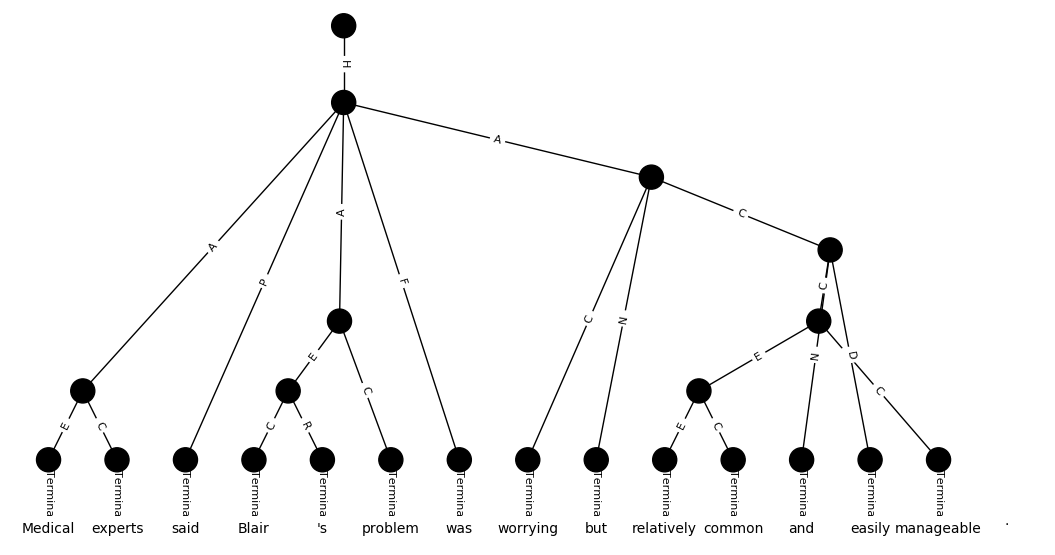 H
A
A
C
A
P
F
C
C
N
E
E
N
D
C
C
E
C
C
R
E
C
Termina Termina Termina Termina Termina Termina Termina Termina Termina Termina Termina Termina Termina Termina
Medical experts said Blair 's problem was worrying but relatively common and easily manageable .